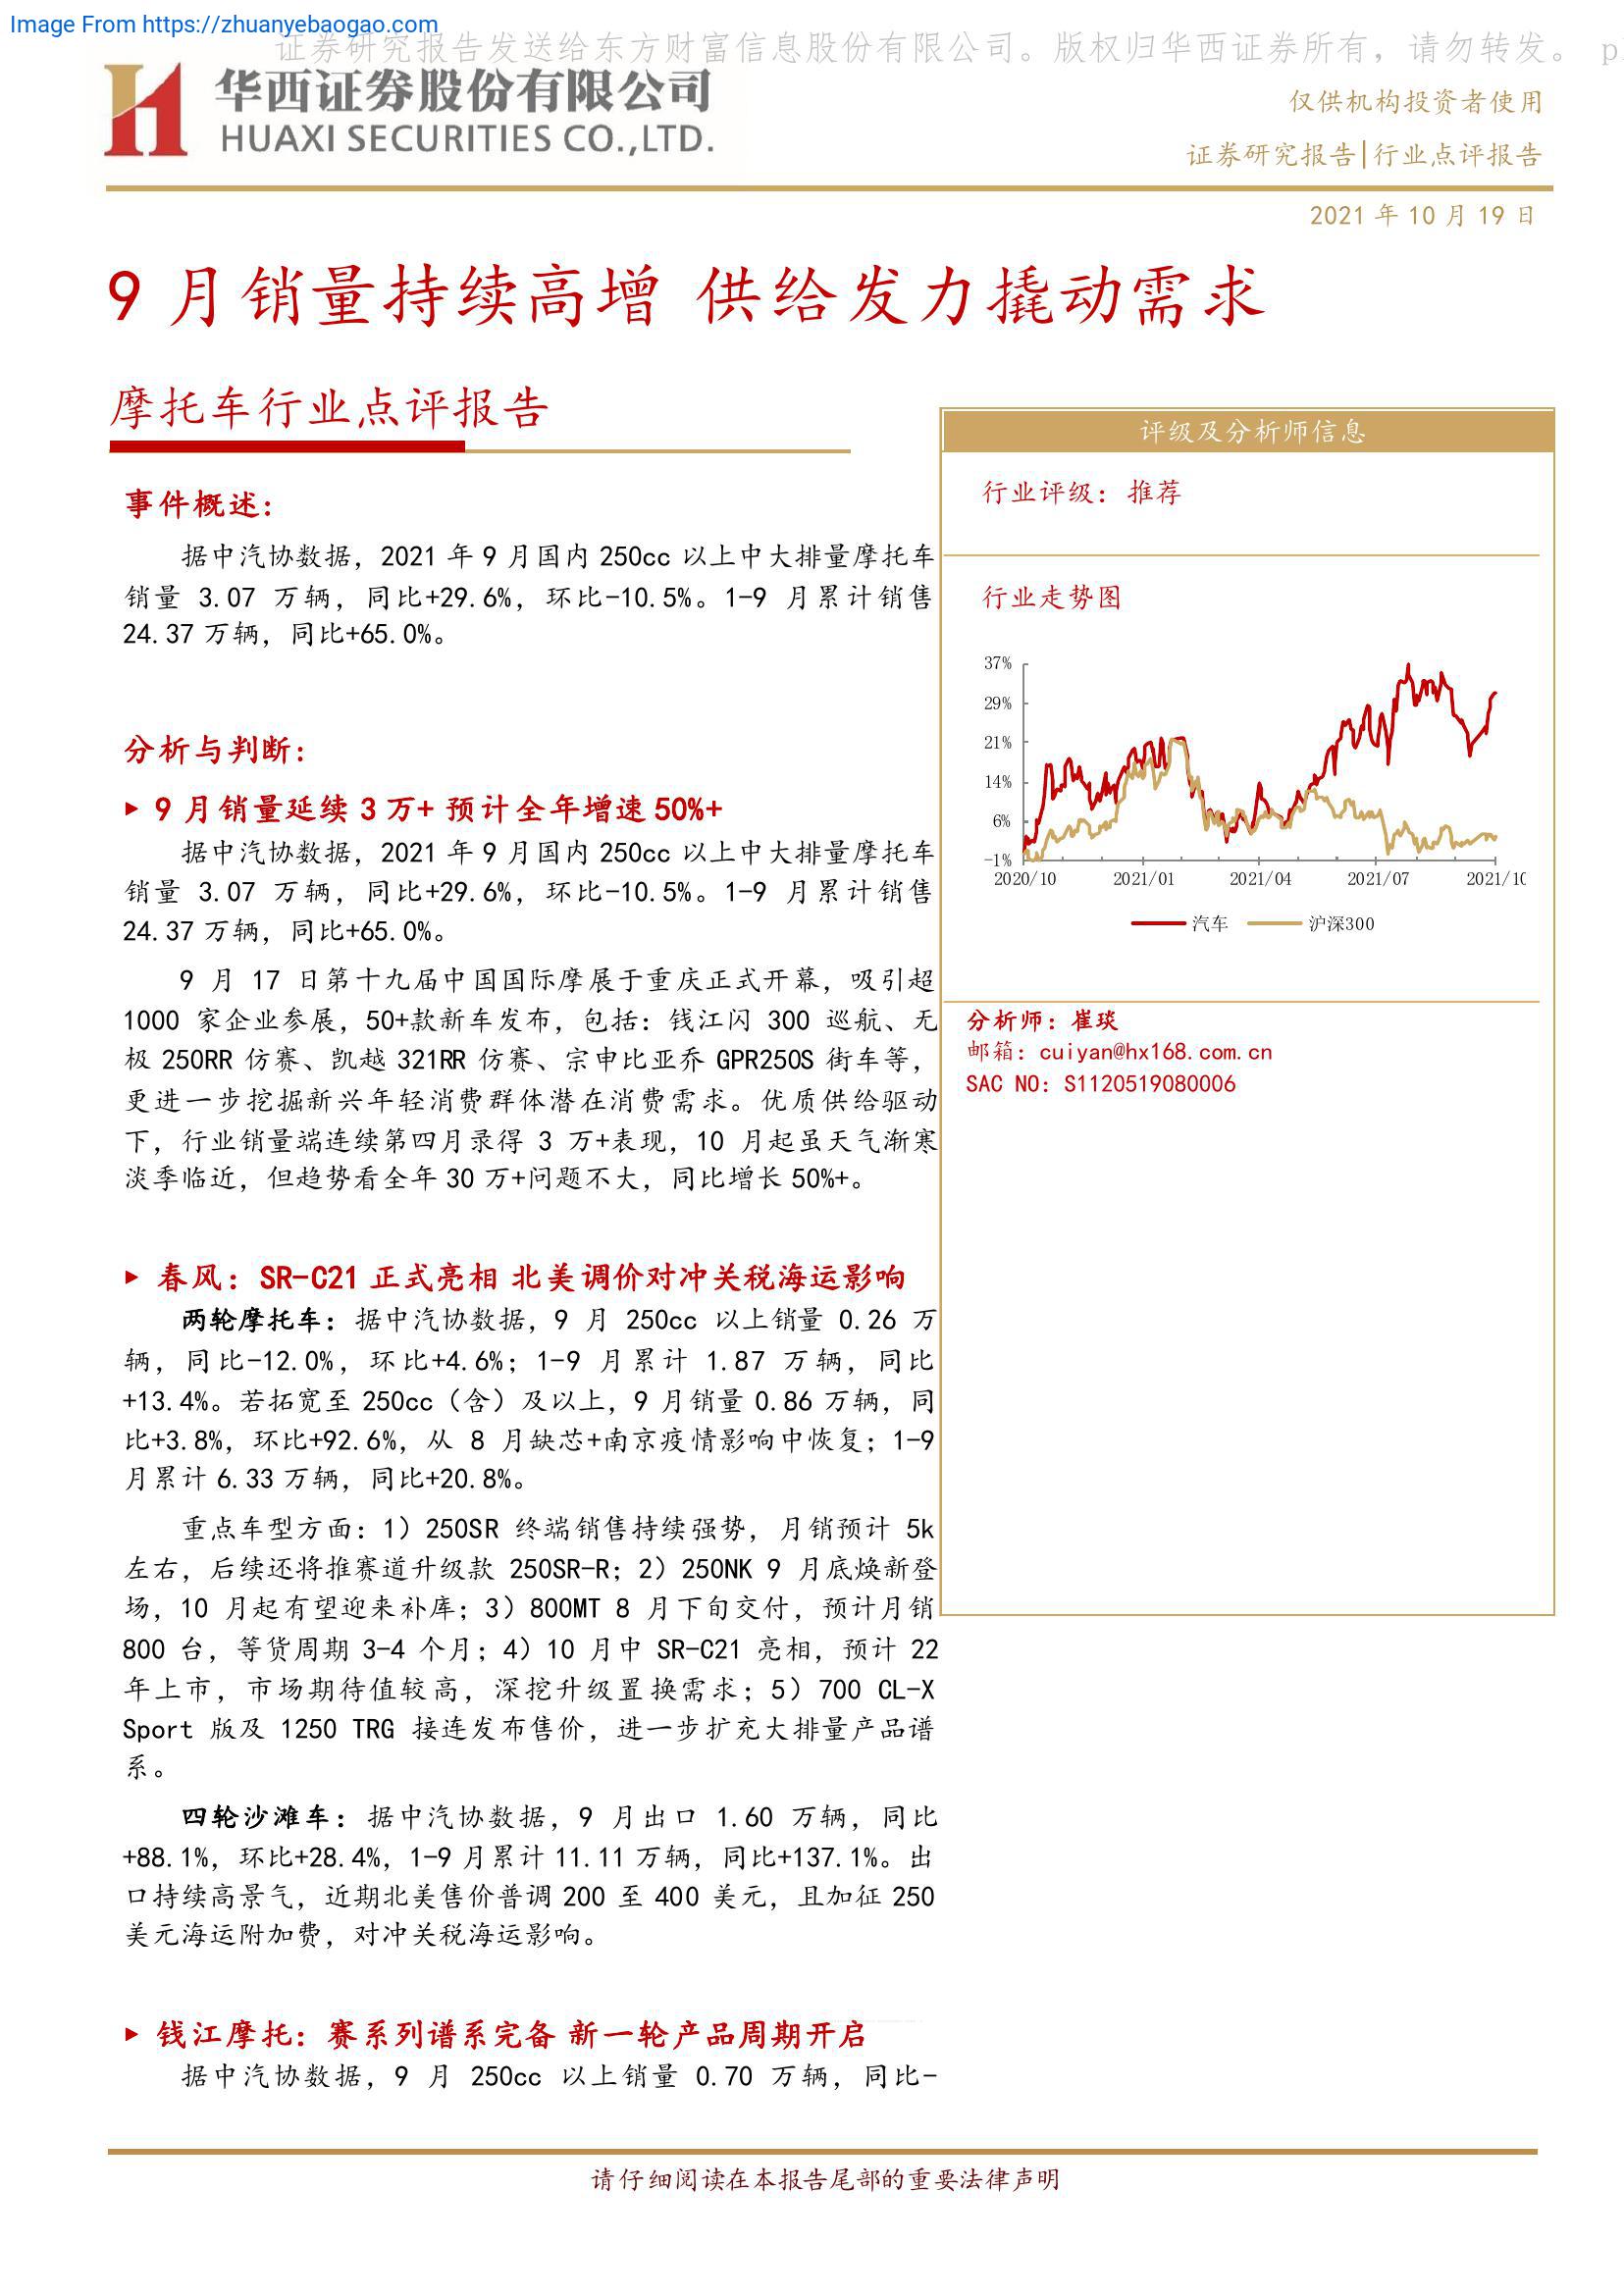 Image From https://zhuanyebaogao.com
证券研究报告发送给东方财富信息股份有限公司。版权归华西证券所有，请勿转发。 p
华西证券股份有限公司
HUAXI SECURITIES CO.,LTD.
仅供机构投资者使用
证券研究报告|行业点评报告
2021 年 10 月 19 日
9 月销量持续高增 供给发力撬动需求
摩托车行业点评报告
事件概述：
据中汽协数据，2021 年 9 月国内 250cc 以上中大排量摩托车
销量 3.07 万辆，同比+29.6%，环比-10.5%。1-9 月累计销售
24.37 万辆，同比+65.0%。
分析与判断：
► 9 月销量延续 3 万+ 预计全年增速 50%+
据中汽协数据，2021 年 9 月国内 250cc 以上中大排量摩托车
销量 3.07 万辆，同比+29.6%，环比-10.5%。1-9 月累计销售
24.37 万辆，同比+65.0%。
9 月 17 日第十九届中国国际摩展于重庆正式开幕，吸引超
1000 家企业参展，50+款新车发布，包括：钱江闪 300 巡航、无
极 250RR 仿赛、凯越 321RR 仿赛、宗申比亚乔 GPR250S 街车等，
更进一步挖掘新兴年轻消费群体潜在消费需求。优质供给驱动
下，行业销量端连续第四月录得 3 万+表现，10 月起虽天气渐寒
淡季临近，但趋势看全年 30 万+问题不大，同比增长 50%+。
► 春风：SR-C21 正式亮相 北美调价对冲关税海运影响
两轮摩托车：据中汽协数据，9 月 250cc 以上销量 0.26 万
辆，同比-12.0%，环比+4.6%；1-9 月累计 1.87 万辆，同比
+13.4%。若拓宽至 250cc（含）及以上，9 月销量 0.86 万辆，同
比+3.8%，环比+92.6%，从 8 月缺芯+南京疫情影响中恢复；1-9
月累计 6.33 万辆，同比+20.8%。
重点车型方面：1）250SR 终端销售持续强势，月销预计 5k
左右，后续还将推赛道升级款 250SR-R；2）250NK 9 月底焕新登
场，10 月起有望迎来补库；3）800MT 8 月下旬交付，预计月销
800 台，等货周期 3-4 个月；4）10 月中 SR-C21 亮相，预计 22
年上市，市场期待值较高，深挖升级置换需求；5）700 CL-X
Sport 版及 1250 TRG 接连发布售价，进一步扩充大排量产品谱
系。
四轮沙滩车：据中汽协数据，9 月出口 1.60 万辆，同比
+88.1%，环比+28.4%，1-9 月累计 11.11 万辆，同比+137.1%。出
口持续高景气，近期北美售价普调 200 至 400 美元，且加征 250
美元海运附加费，对冲关税海运影响。
► 钱江摩托：赛系列谱系完备 新一轮产品周期开启
据中汽协数据，9 月 250cc 以上销量 0.70 万辆，同比-
评级及分析师信息
行业评级：推荐
行业走势图
37%
29%
21%
14%
6%
-1%
2020/10 2021/01 2021/04 2021/07 2021/10
汽车 沪深300
分析师：崔琰
邮箱：cuiyan@hx168.com.cn
SAC NO：S1120519080006
请仔细阅读在本报告尾部的重要法律声明